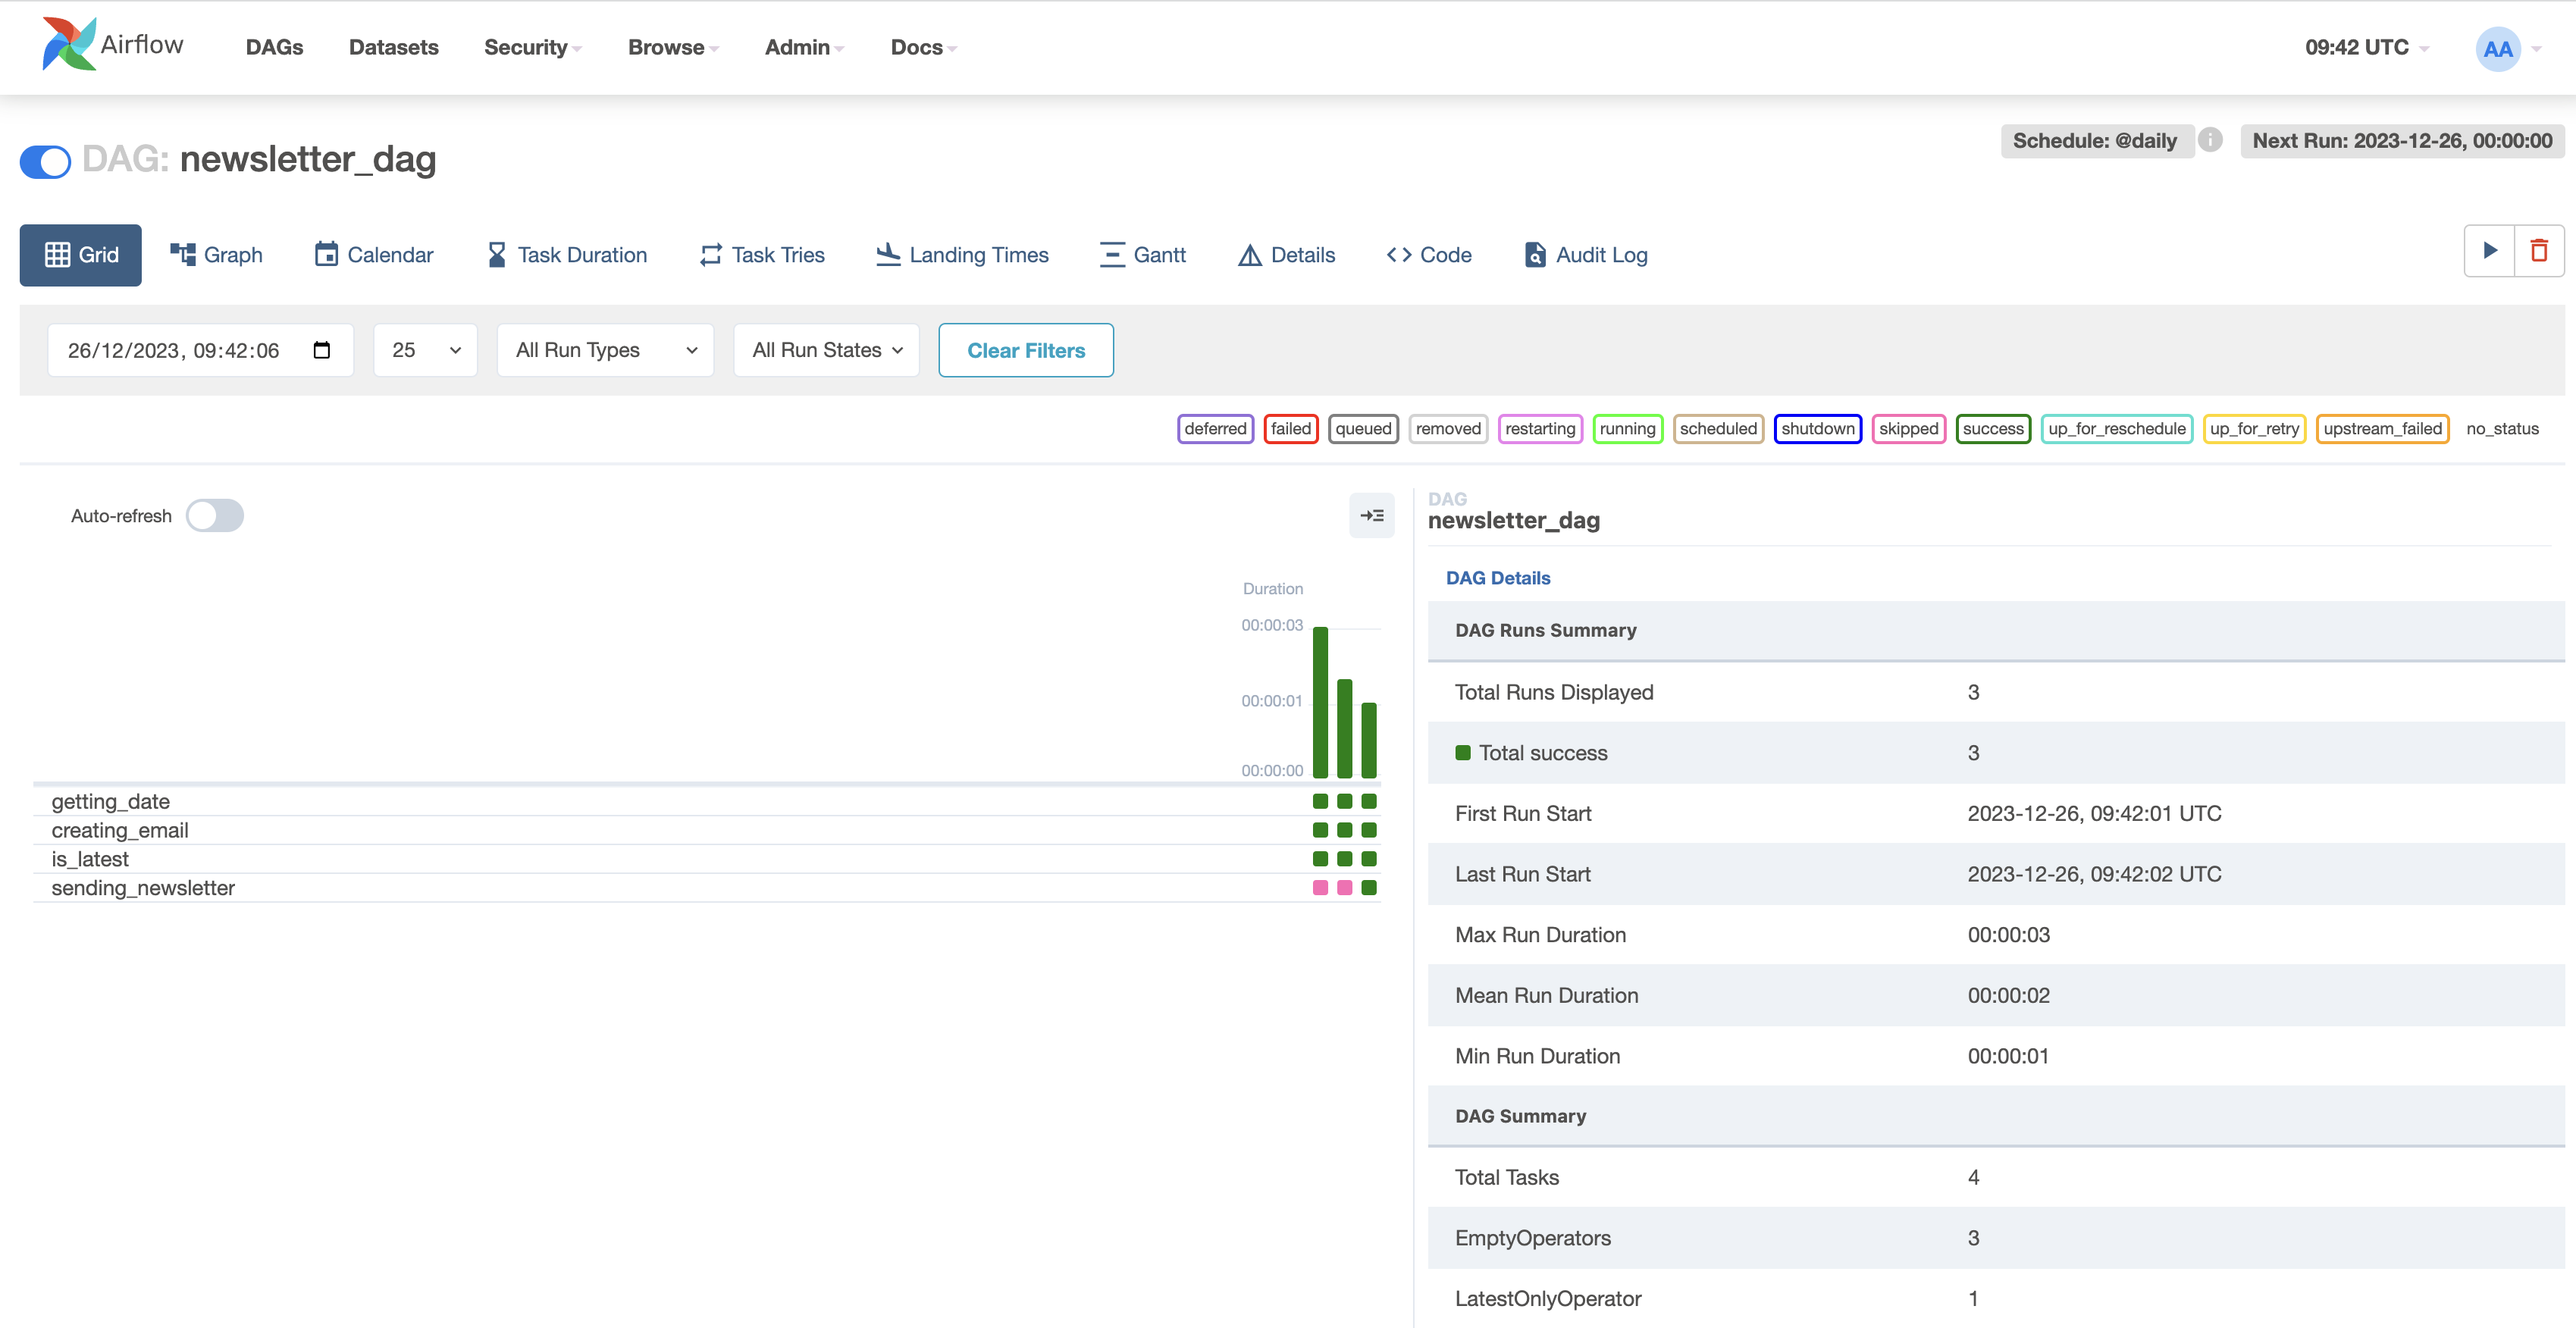 Airflow DAGs Datasets Security Browse Admin Docs 09:42 UTC AA
DAG: newsletter_dag
Schedule: @daily i Next Run: 2023-12-26, 00:00:00
Grid Graph Calendar Task Duration Task Tries Landing Times Gantt Details Code Audit Log
26/12/2023, 09:42:06 25 All Run Types All Run States Clear Filters
deferred failed queued removed restarting running scheduled shutdown skipped success up_for_reschedule up_for_retry upstream_failed no_status
Auto-refresh
Duration
00:00:03
00:00:01
00:00:00
getting_date
creating_email
is_latest
sending_newsletter
DAG
newsletter_dag
DAG Details
DAG Runs Summary
Total Runs Displayed 3
Total success 3
First Run Start 2023-12-26, 09:42:01 UTC
Last Run Start 2023-12-26, 09:42:02 UTC
Max Run Duration 00:00:03
Mean Run Duration 00:00:02
Min Run Duration 00:00:01
DAG Summary
Total Tasks 4
EmptyOperators 3
LatestOnlyOperator 1